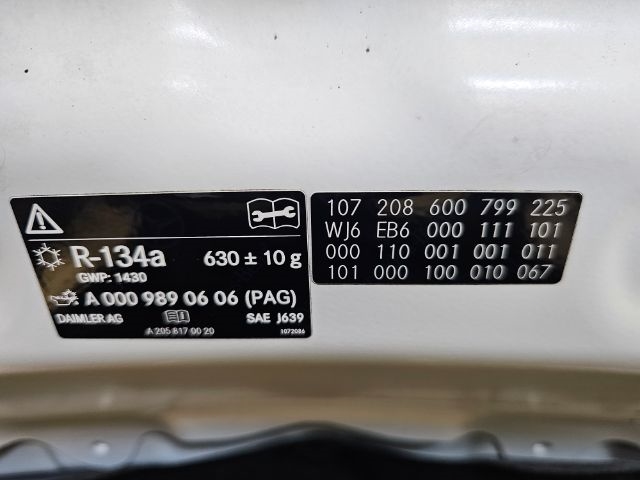 R-134a 630 ± 10 g
GWP: 1430
A 000 989 06 06 (PAG)
DAIMLER AG SAE J639
A 205 817 00 20 1072086
107 208 600 799 225
WJ6 EB6 000 111 101
000 110 001 001 011
101 000 100 010 067